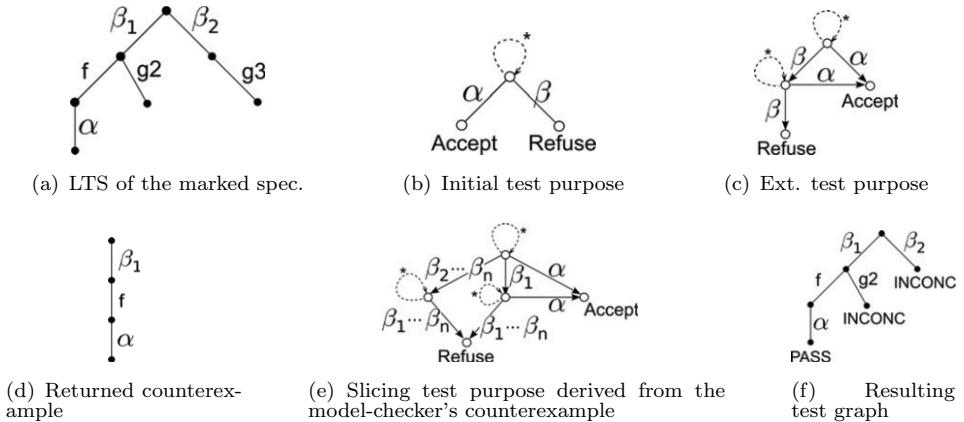 β₁ β₂
f g2 g3
α
(a) LTS of the marked spec.
*
α β
Accept Refuse
(b) Initial test purpose
*
* β α
α
Accept
β
Refuse
(c) Ext. test purpose
β₁
f
α
(d) Returned counterex-
ample
*
* β₂ ··· βₙ β₁ α
* α
Accept
β₁ ··· βₙ β₁ ··· βₙ
Refuse
(e) Slicing test purpose derived from the
model-checker's counterexample
β₁ β₂
f g2 INCONC
α INCONC
PASS
(f) Resulting
test graph